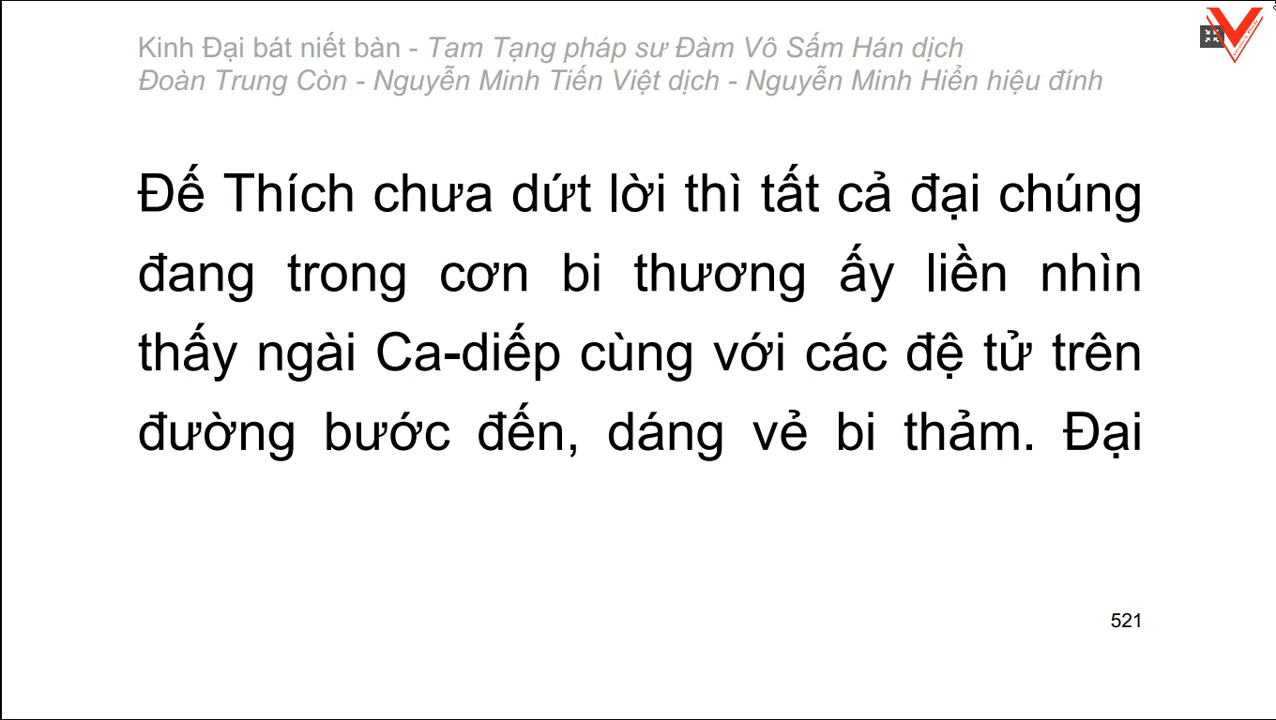 Kinh Đại bát niết bàn - Tam Tạng pháp sư Đàm Vô Sấm Hán dịch
Đoàn Trung Còn - Nguyễn Minh Tiến Việt dịch - Nguyễn Minh Hiển hiệu đính
Đế Thích chưa dứt lời thì tất cả đại chúng
đang trong cơn bi thương ấy liền nhìn
thấy ngài Ca-diếp cùng với các đệ tử trên
đường bước đến, dáng vẻ bi thảm. Đại
521